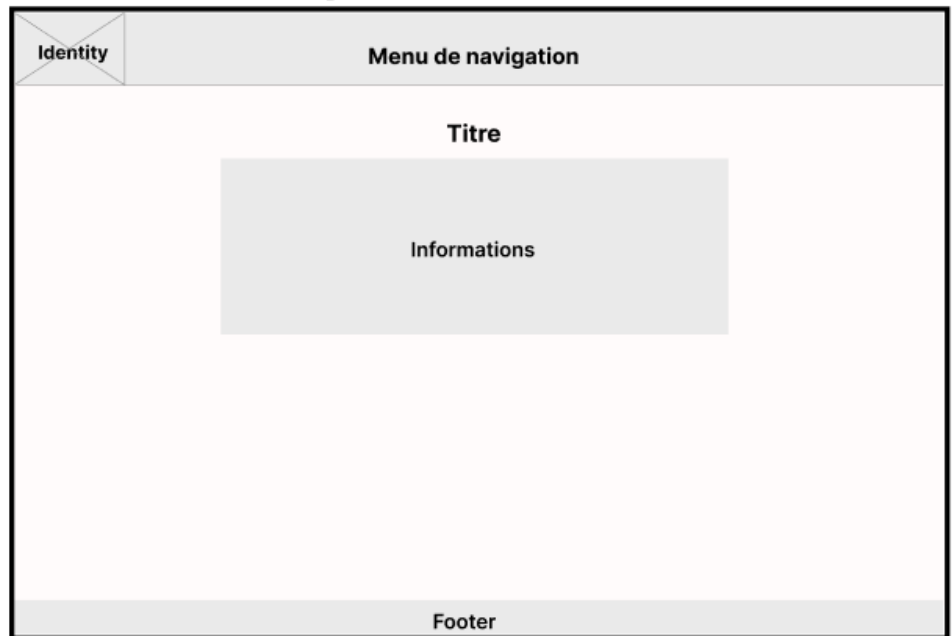 Identity
Menu de navigation
Titre
Informations
Footer